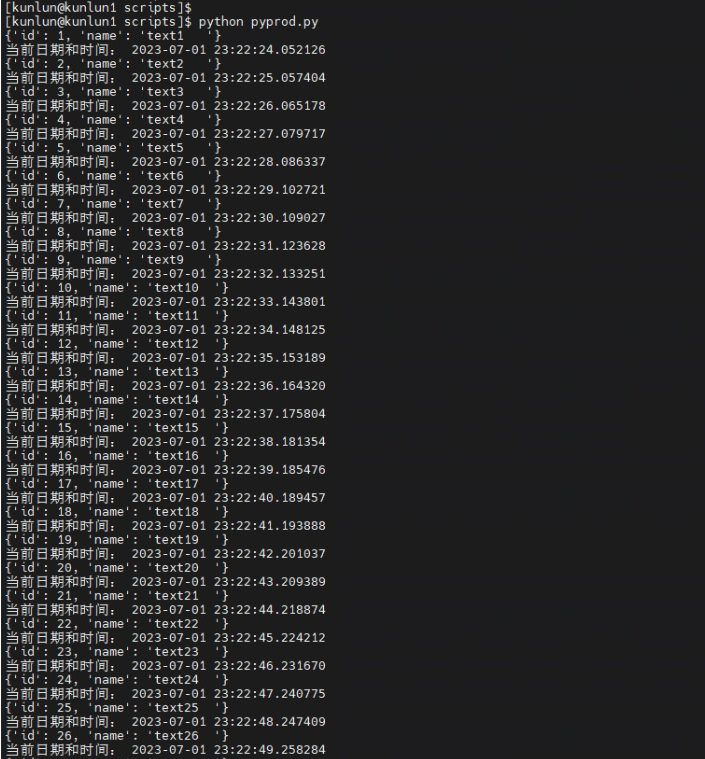 [kunlun@kunlun1 scripts]$
[kunlun@kunlun1 scripts]$ python pyprod.py
{'id': 1, 'name': 'text1   '}
当前日期和时间： 2023-07-01 23:22:24.052126
{'id': 2, 'name': 'text2   '}
当前日期和时间： 2023-07-01 23:22:25.057404
{'id': 3, 'name': 'text3   '}
当前日期和时间： 2023-07-01 23:22:26.065178
{'id': 4, 'name': 'text4   '}
当前日期和时间： 2023-07-01 23:22:27.079717
{'id': 5, 'name': 'text5   '}
当前日期和时间： 2023-07-01 23:22:28.086337
{'id': 6, 'name': 'text6   '}
当前日期和时间： 2023-07-01 23:22:29.102721
{'id': 7, 'name': 'text7   '}
当前日期和时间： 2023-07-01 23:22:30.109027
{'id': 8, 'name': 'text8   '}
当前日期和时间： 2023-07-01 23:22:31.123628
{'id': 9, 'name': 'text9   '}
当前日期和时间： 2023-07-01 23:22:32.133251
{'id': 10, 'name': 'text10  '}
当前日期和时间： 2023-07-01 23:22:33.143801
{'id': 11, 'name': 'text11  '}
当前日期和时间： 2023-07-01 23:22:34.148125
{'id': 12, 'name': 'text12  '}
当前日期和时间： 2023-07-01 23:22:35.153189
{'id': 13, 'name': 'text13  '}
当前日期和时间： 2023-07-01 23:22:36.164320
{'id': 14, 'name': 'text14  '}
当前日期和时间： 2023-07-01 23:22:37.175804
{'id': 15, 'name': 'text15  '}
当前日期和时间： 2023-07-01 23:22:38.181354
{'id': 16, 'name': 'text16  '}
当前日期和时间： 2023-07-01 23:22:39.185476
{'id': 17, 'name': 'text17  '}
当前日期和时间： 2023-07-01 23:22:40.189457
{'id': 18, 'name': 'text18  '}
当前日期和时间： 2023-07-01 23:22:41.193888
{'id': 19, 'name': 'text19  '}
当前日期和时间： 2023-07-01 23:22:42.201037
{'id': 20, 'name': 'text20  '}
当前日期和时间： 2023-07-01 23:22:43.209389
{'id': 21, 'name': 'text21  '}
当前日期和时间： 2023-07-01 23:22:44.218874
{'id': 22, 'name': 'text22  '}
当前日期和时间： 2023-07-01 23:22:45.224212
{'id': 23, 'name': 'text23  '}
当前日期和时间： 2023-07-01 23:22:46.231670
{'id': 24, 'name': 'text24  '}
当前日期和时间： 2023-07-01 23:22:47.240775
{'id': 25, 'name': 'text25  '}
当前日期和时间： 2023-07-01 23:22:48.247409
{'id': 26, 'name': 'text26  '}
当前日期和时间： 2023-07-01 23:22:49.258284